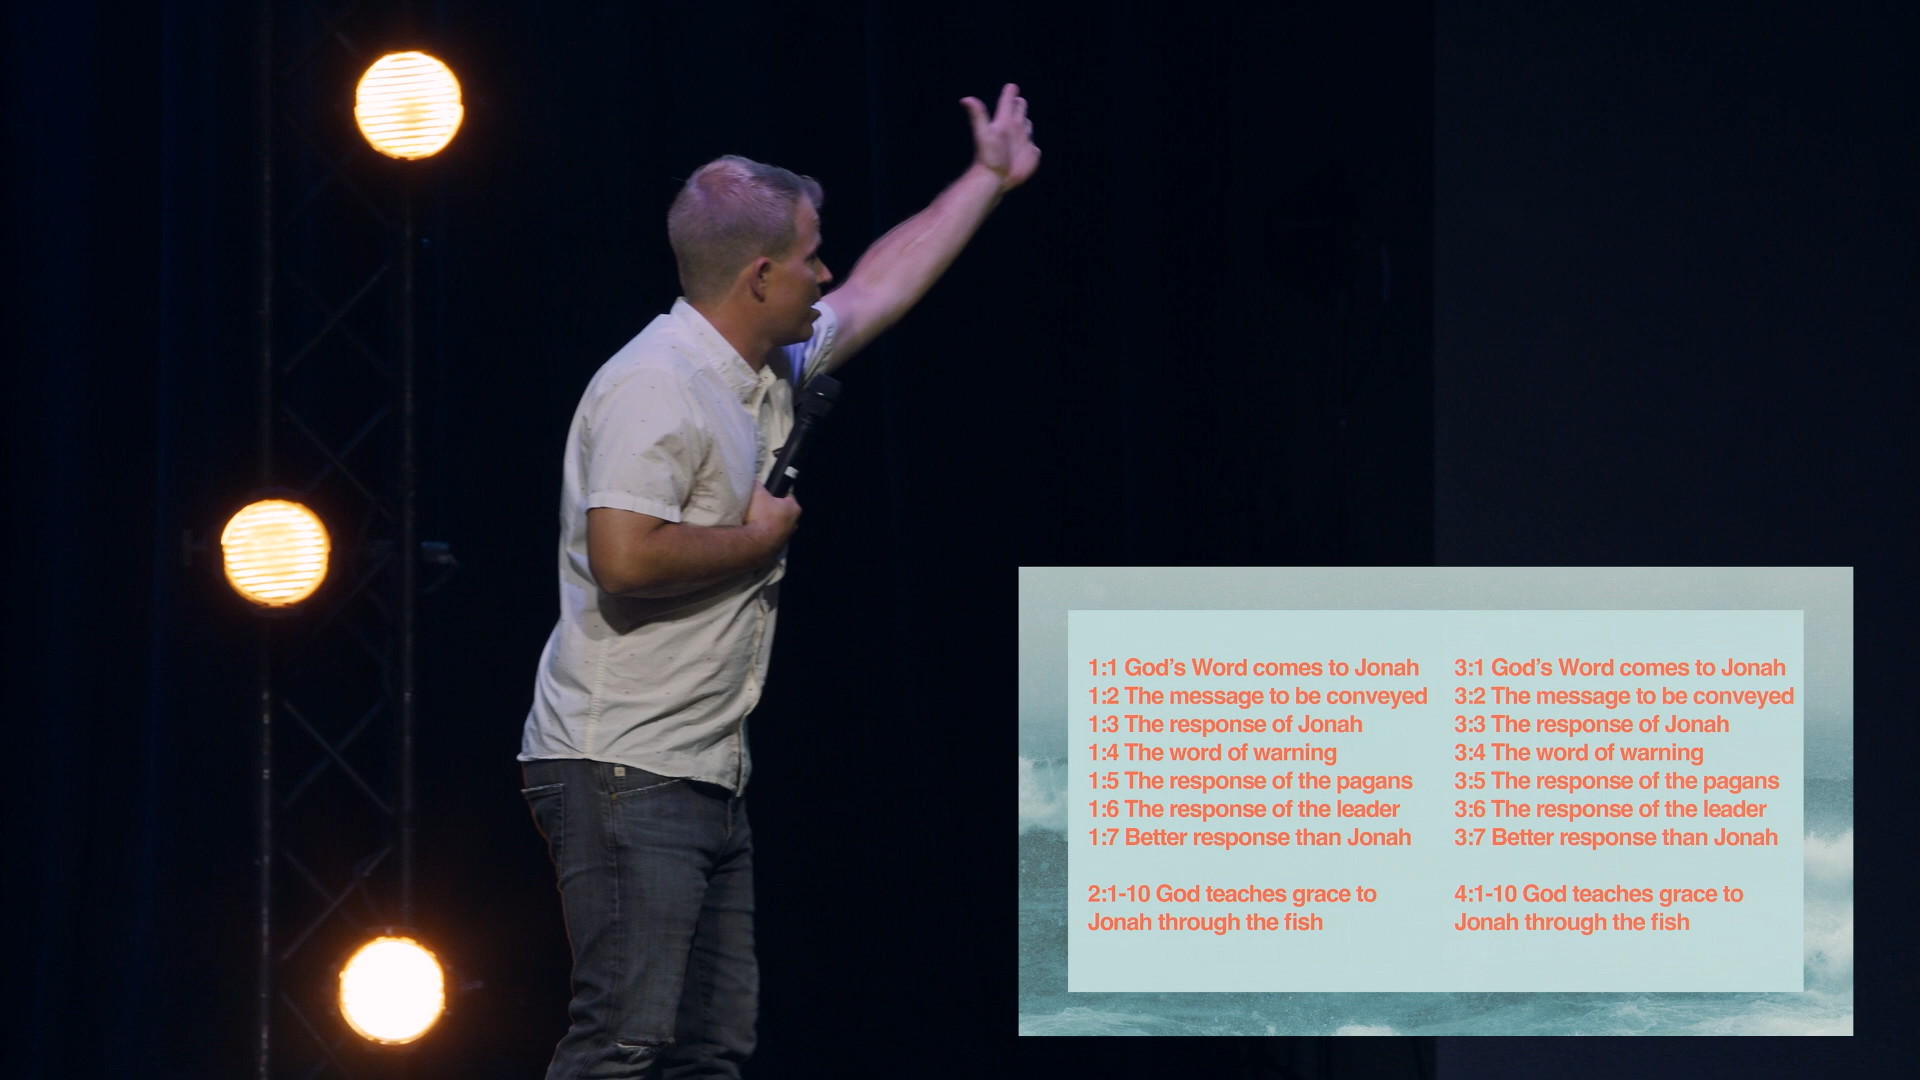 1:1 God’s Word comes to Jonah
1:2 The message to be conveyed
1:3 The response of Jonah
1:4 The word of warning
1:5 The response of the pagans
1:6 The response of the leader
1:7 Better response than Jonah
2:1-10 God teaches grace to
Jonah through the fish
3:1 God’s Word comes to Jonah
3:2 The message to be conveyed
3:3 The response of Jonah
3:4 The word of warning
3:5 The response of the pagans
3:6 The response of the leader
3:7 Better response than Jonah
4:1-10 God teaches grace to
Jonah through the fish